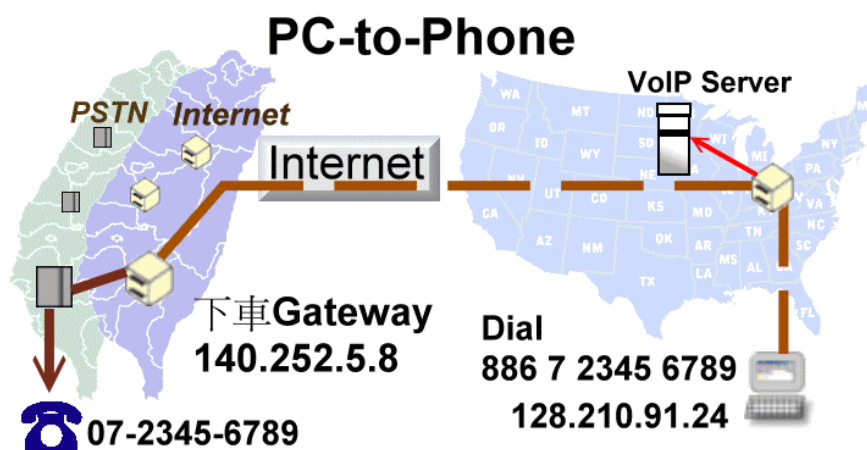 PC-to-Phone
VoIP Server
PSTN
Internet
Internet
WA
MT
ND
OR
ID
SD
WI
MI
WY
NY
PA
NE
NV
UT
CO
KS
MO
VA
CA
NC
TN
OK
AZ
NM
AR
SC
MS
AL
TX
LA
FL
下車Gateway
140.252.5.8
Dial
886 7 2345 6789
128.210.91.24
07-2345-6789